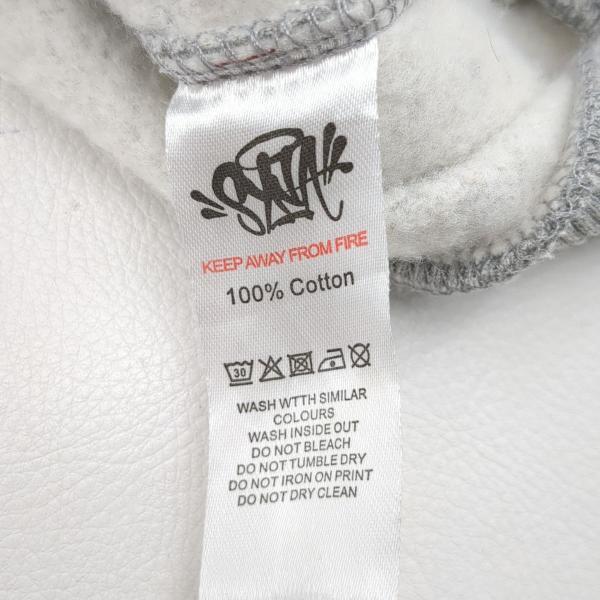 SYNA
KEEP AWAY FROM FIRE
100% Cotton
30
WASH WTTH SIMILAR
COLOURS
WASH INSIDE OUT
DO NOT BLEACH
DO NOT TUMBLE DRY
DO NOT IRON ON PRINT
DO NOT DRY CLEAN